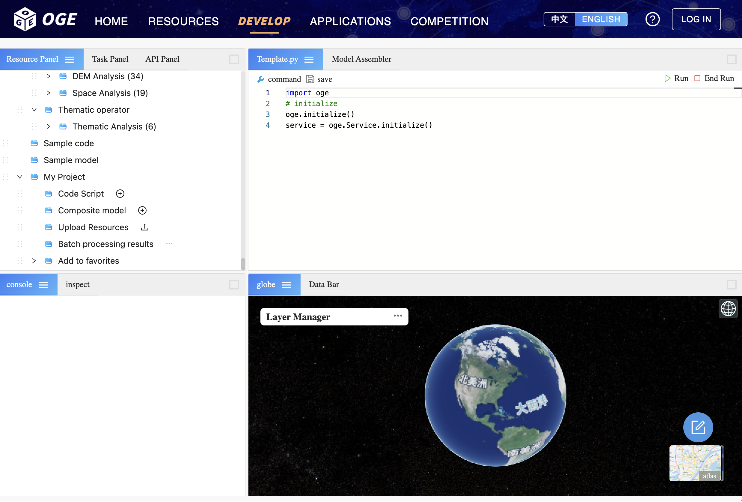 OGE HOME RESOURCES DEVELOP APPLICATIONS COMPETITION 中文 ENGLISH ? LOG IN
Resource Panel Task Panel API Panel
DEM Analysis (34)
Space Analysis (19)
Thematic operator
Thematic Analysis (6)
Sample code
Sample model
My Project
Code Script
Composite model
Upload Resources
Batch processing results ...
Add to favorites
Template.py Model Assembler
command save Run End Run
1 import oge
2 # initialize
3 oge.initialize()
4 service = oge.Service.initialize()
console inspect
globe Data Bar
Layer Manager ...
北美洲
大西洋
南美洲
atlas